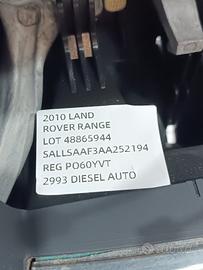 2010 LAND
ROVER RANGE
LOT 48865944
SALLSAAF3AA252194
REG PO60YVT
2993 DIESEL AUTO